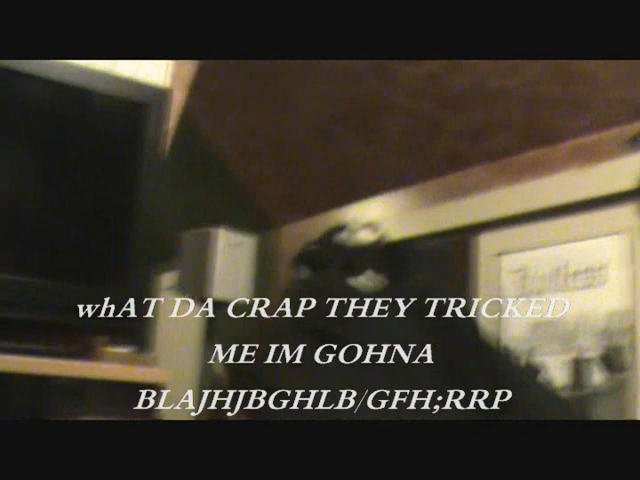 whAT DA CRAP THEY TRICKED
ME IM GOHNA
BLAJHJBGHLB/GFH;RRP